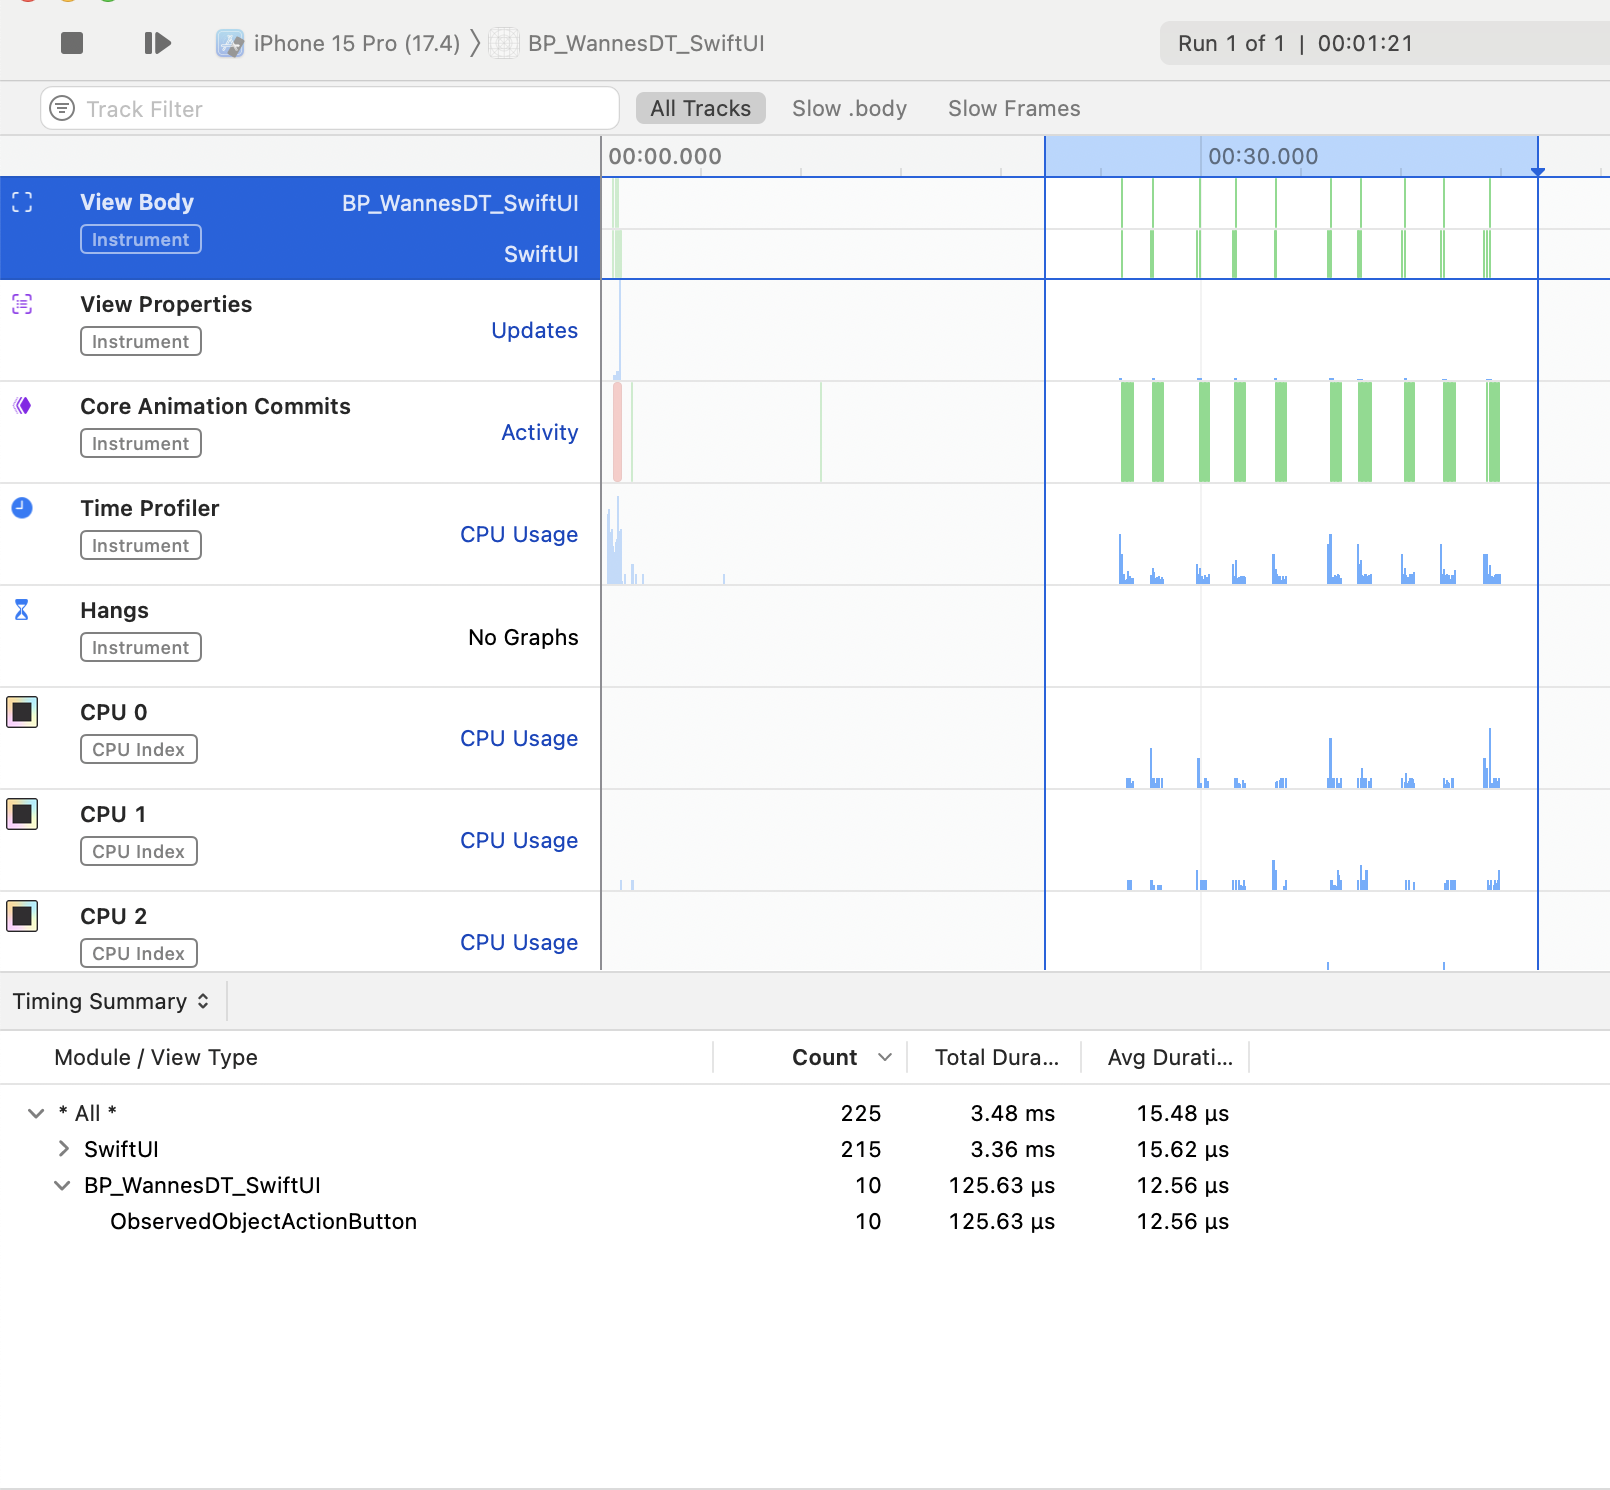 iPhone 15 Pro (17.4) 〉 BP_WannesDT_SwiftUI
Run 1 of 1 | 00:01:21
Track Filter
All Tracks
Slow .body
Slow Frames
00:00.000
00:30.000
View Body
BP_WannesDT_SwiftUI
Instrument
SwiftUI
View Properties
Instrument
Updates
Core Animation Commits
Instrument
Activity
Time Profiler
Instrument
CPU Usage
Hangs
Instrument
No Graphs
CPU 0
CPU Index
CPU Usage
CPU 1
CPU Index
CPU Usage
CPU 2
CPU Index
CPU Usage
Timing Summary
Module / View Type Count Total Dura... Avg Durati...
* All * 225 3.48 ms 15.48 µs
SwiftUI 215 3.36 ms 15.62 µs
BP_WannesDT_SwiftUI 10 125.63 µs 12.56 µs
ObservedObjectActionButton 10 125.63 µs 12.56 µs